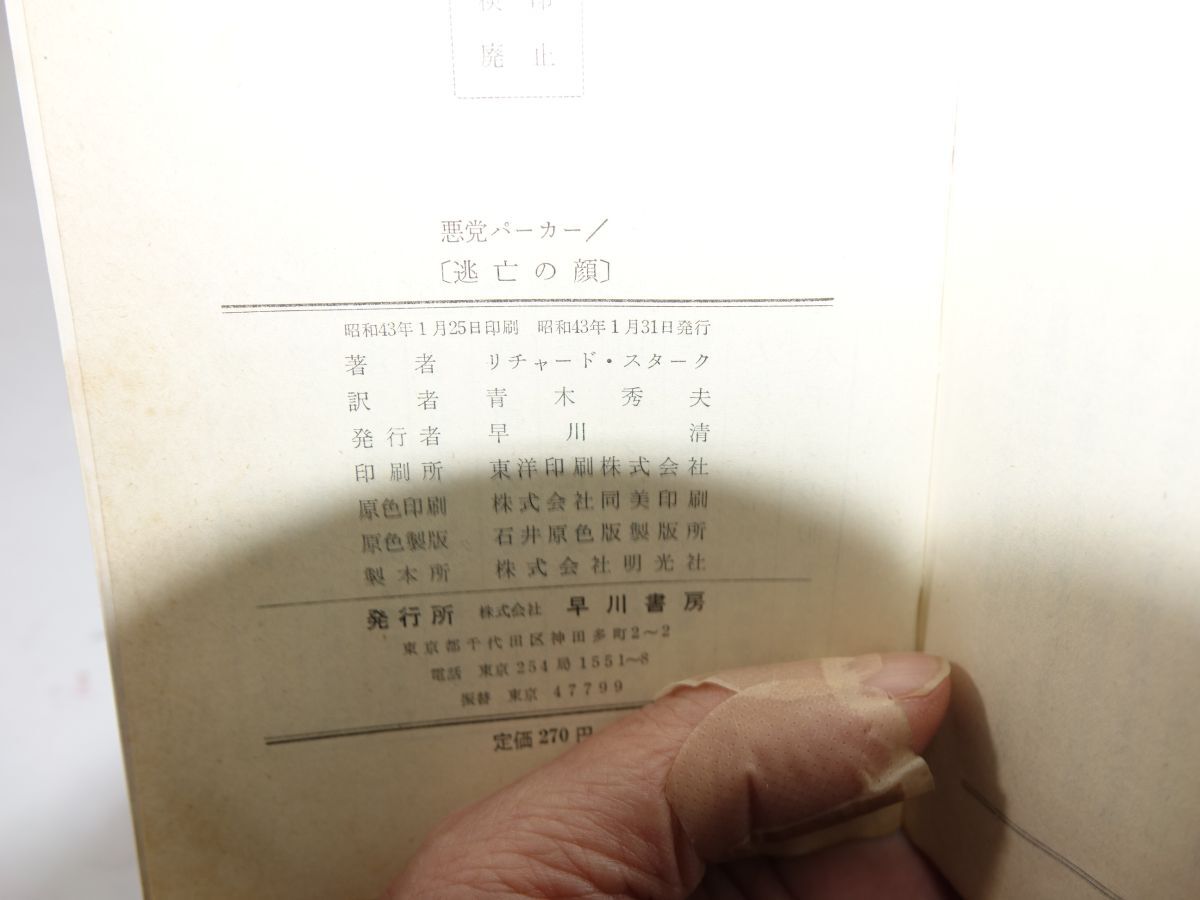 検印
廃止
悪党パーカー／
〔逃亡の顔〕
昭和43年1月25日印刷　昭和43年1月31日発行
著者　リチャード・スターク
訳者　青木秀夫
発行者　早川清
印刷所　東洋印刷株式会社
原色印刷　株式会社同美印刷
原色製版　石井原色版製版所
製本所　株式会社明光社
発行所　株式会社　早川書房
東京都千代田区神田多町2〜2
電話　東京254局1551〜8
振替　東京　47799
定価270円